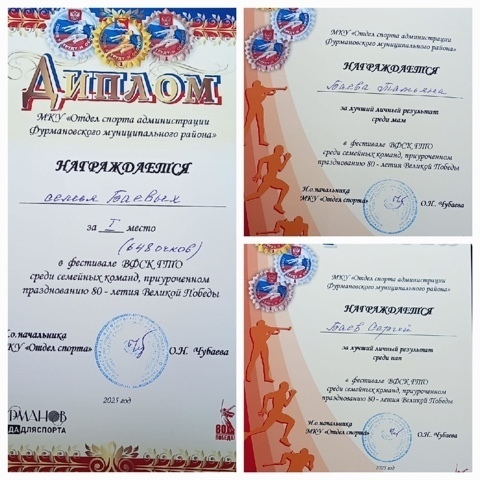 ДИПЛОМ
МКУ «Отдел спорта администрации
Фурмановского муниципального района»
НАГРАЖДАЕТСЯ
семья Баевых
за I место
(648 очков)
в фестивале ВФСК ГТО
среди семейных команд, приуроченном
празднованию 80 - летия Великой Победы
И.о.начальника
МКУ «Отдел спорта»
О.Н. Чубаева
2025 год
УРМАНОВ
ДАДЛЯСПОРТА
80
ПОБЕДА!
МКУ «Отдел спорта администрации
Фурмановского муниципального района»
НАГРАЖДАЕТСЯ
Баева Татьяна
за лучший личный результат
среди мам
в фестивале ВФСК ГТО
среди семейных команд, приуроченном
празднованию 80 - летия Великой Победы
И.о.начальника
МКУ «Отдел спорта»
О.Н. Чубаева
МКУ «Отдел спорта администрации
Фурмановского муниципального района»
НАГРАЖДАЕТСЯ
Баев Сергей
за лучший личный результат
среди пап
в фестивале ВФСК ГТО
среди семейных команд, приуроченном
празднованию 80 - летия Великой Победы
И.о.начальника
МКУ «Отдел спорта»
О.Н. Чубаева
2025 год